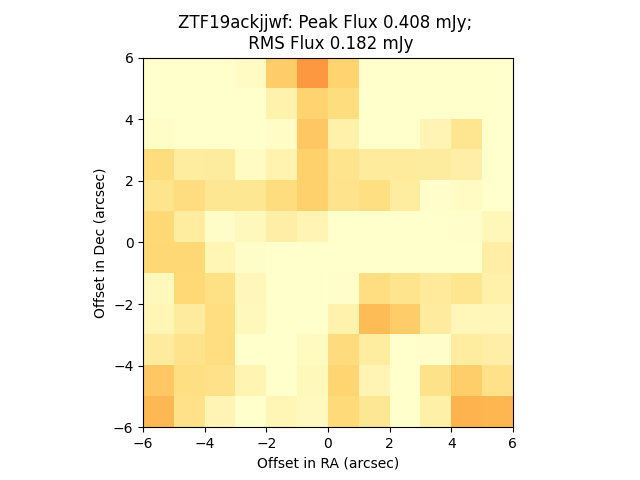 ZTF19ackjjwf: Peak Flux 0.408 mJy;
RMS Flux 0.182 mJy
6
4
2
0
−2
−4
−6
Offset in Dec (arcsec)
−6 −4 −2 0 2 4 6
Offset in RA (arcsec)